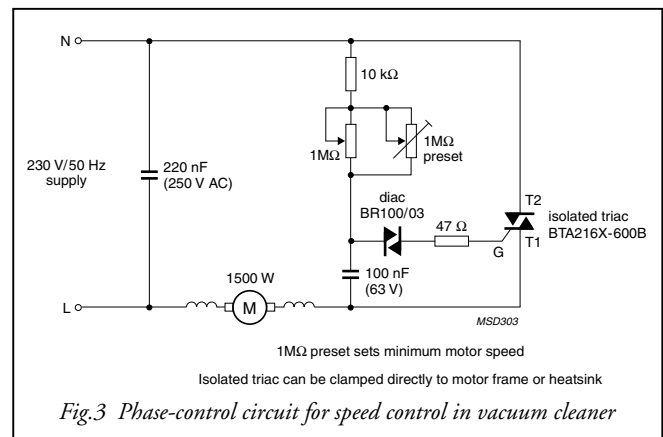 N
10 kΩ
1MΩ
1MΩ
preset
230 V/50 Hz
supply
220 nF
(250 V AC)
diac
BR100/03
47 Ω
T2
isolated triac
BTA216X-600B
G
T1
1500 W
100 nF
(63 V)
L
M
MSD303
1MΩ preset sets minimum motor speed
Isolated triac can be clamped directly to motor frame or heatsink
Fig.3 Phase-control circuit for speed control in vacuum cleaner